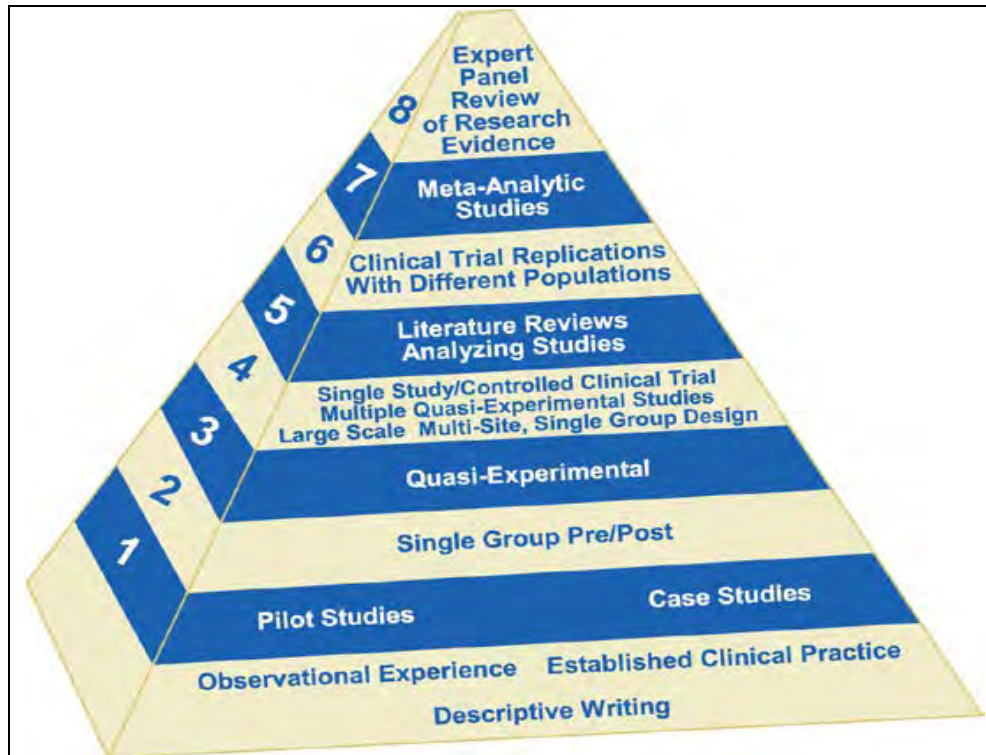 8
Expert
Panel
Review
of Research
Evidence
7
Meta-Analytic
Studies
6
Clinical Trial Replications
With Different Populations
5
Literature Reviews
Analyzing Studies
4
Single Study/Controlled Clinical Trial
Multiple Quasi-Experimental Studies
Large Scale Multi-Site, Single Group Design
3
Quasi-Experimental
2
Single Group Pre/Post
1
Pilot Studies Case Studies
Observational Experience Established Clinical Practice
Descriptive Writing